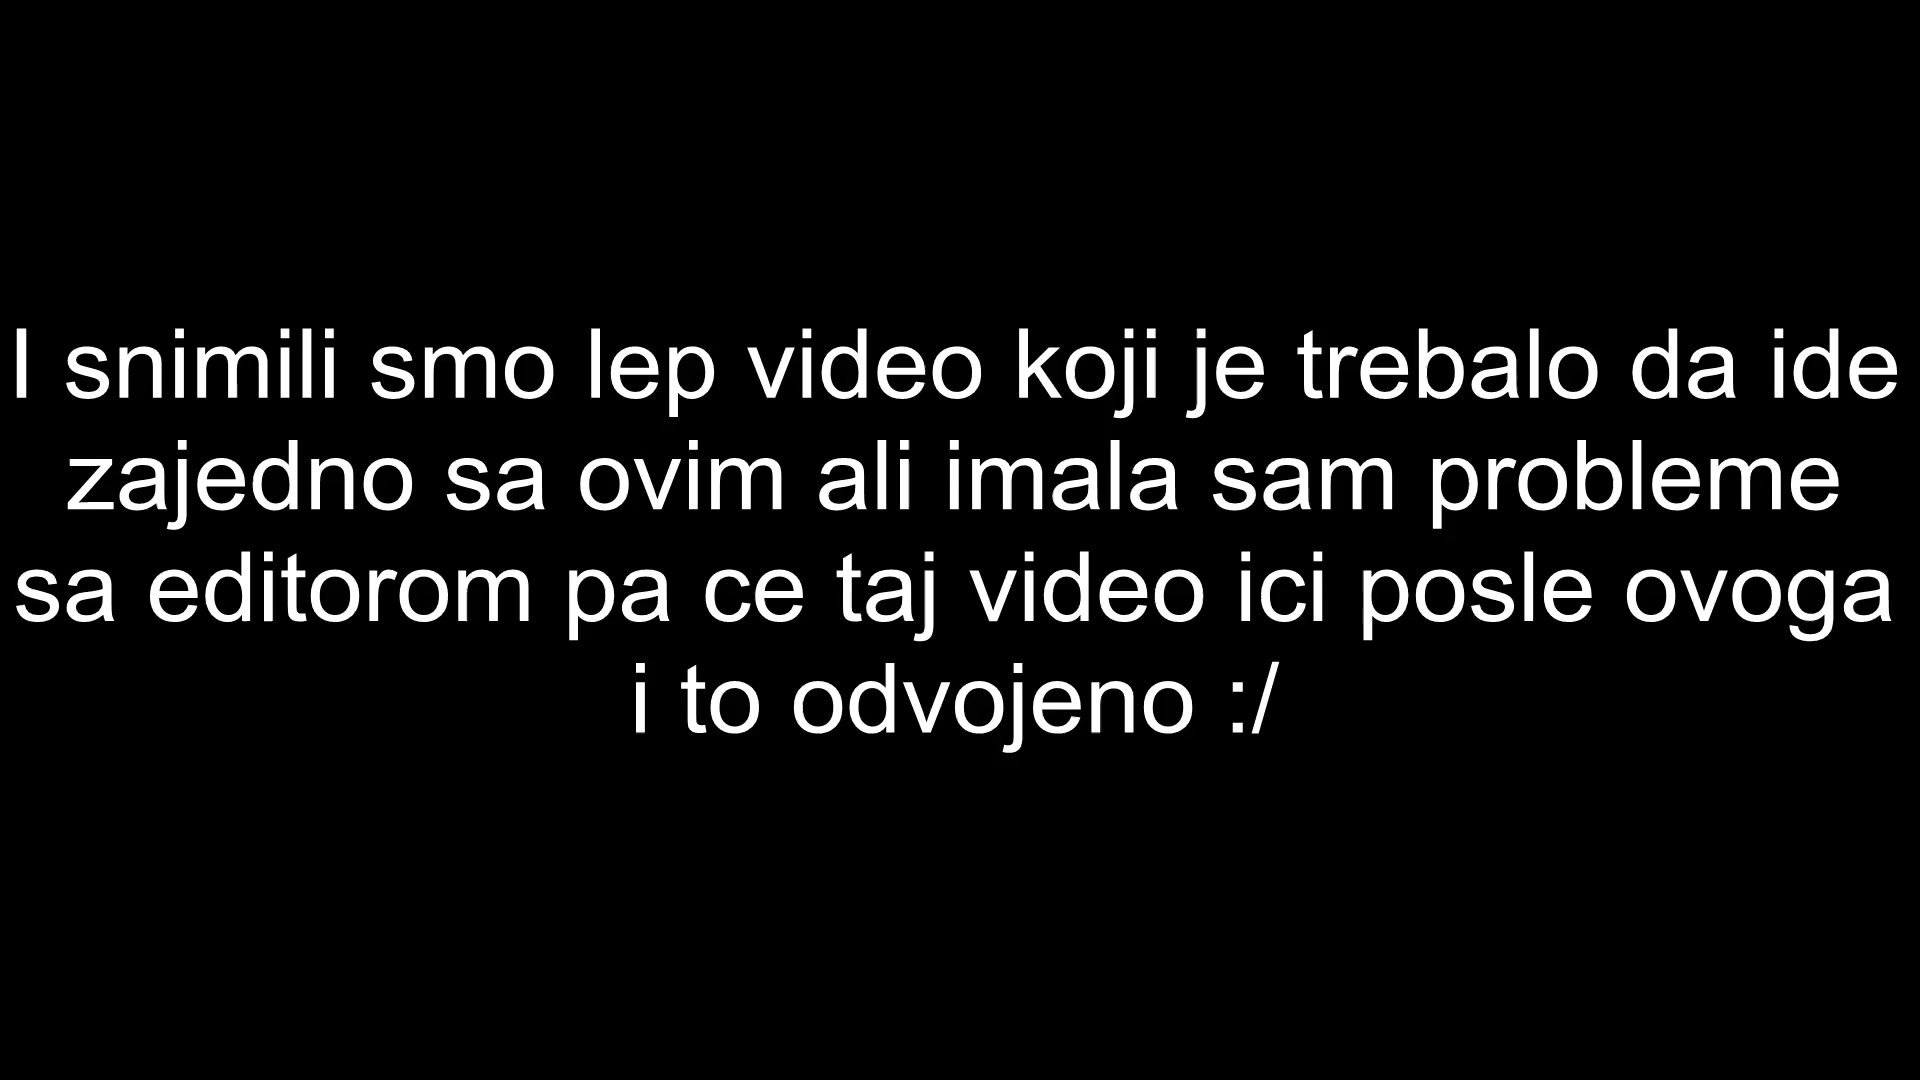 I snimili smo lep video koji je trebalo da ide
zajedno sa ovim ali imala sam probleme
sa editorom pa ce taj video ici posle ovoga
i to odvojeno :/